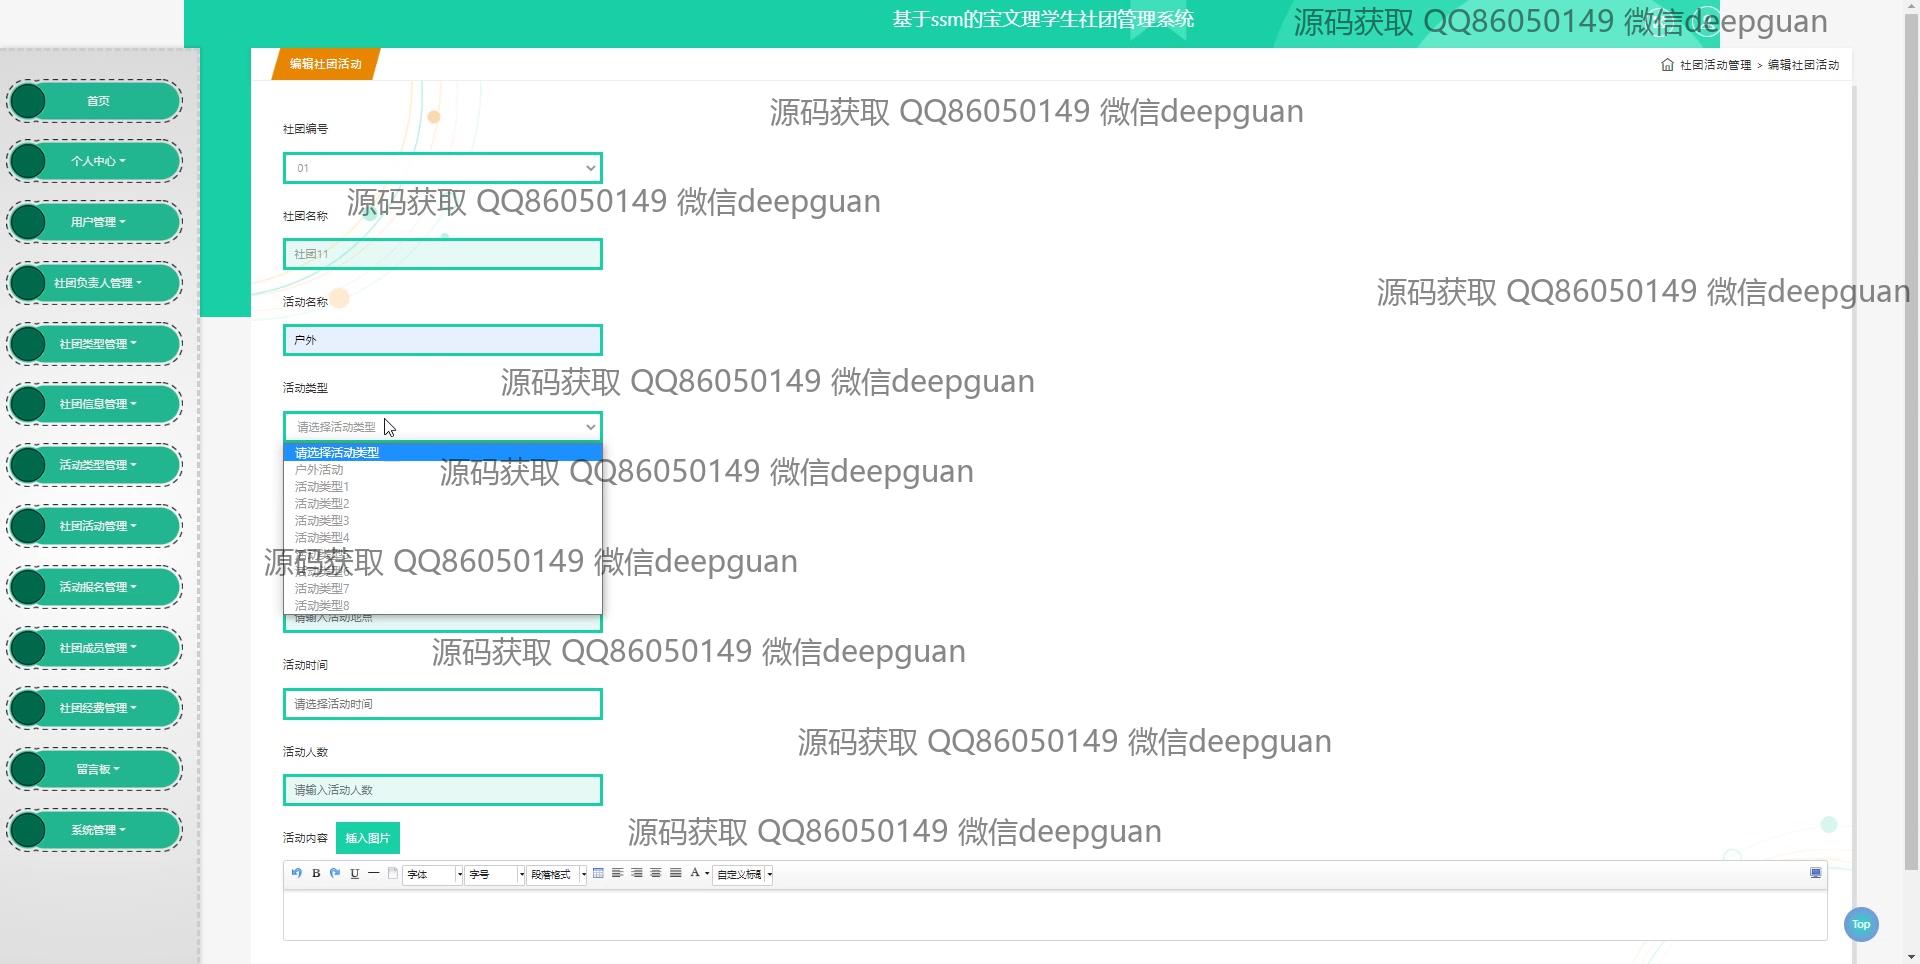 基于ssm的宝文理学生社团管理系统
源码获取 QQ86050149 微信deepguan
编辑社团活动
社团活动管理 > 编辑社团活动
首页
个人中心
用户管理
社团负责人管理
社团类型管理
社团信息管理
活动类型管理
社团活动管理
活动报名管理
社团成员管理
社团经费管理
留言板
系统管理
源码获取 QQ86050149 微信deepguan
社团编号
01
源码获取 QQ86050149 微信deepguan
社团名称
社团11
源码获取 QQ86050149 微信deepguan
活动名称
户外
源码获取 QQ86050149 微信deepguan
活动类型
请选择活动类型
请选择活动类型
户外活动
源码获取 QQ86050149 微信deepguan
活动类型1
活动类型2
活动类型3
活动类型4
源码获取 QQ86050149 微信deepguan
活动类型7
活动类型8
请输入活动地点
源码获取 QQ86050149 微信deepguan
活动时间
请选择活动时间
源码获取 QQ86050149 微信deepguan
活动人数
请输入活动人数
源码获取 QQ86050149 微信deepguan
活动内容 插入图片
B U 字体 字号 段落格式 A 自定义标题
Top